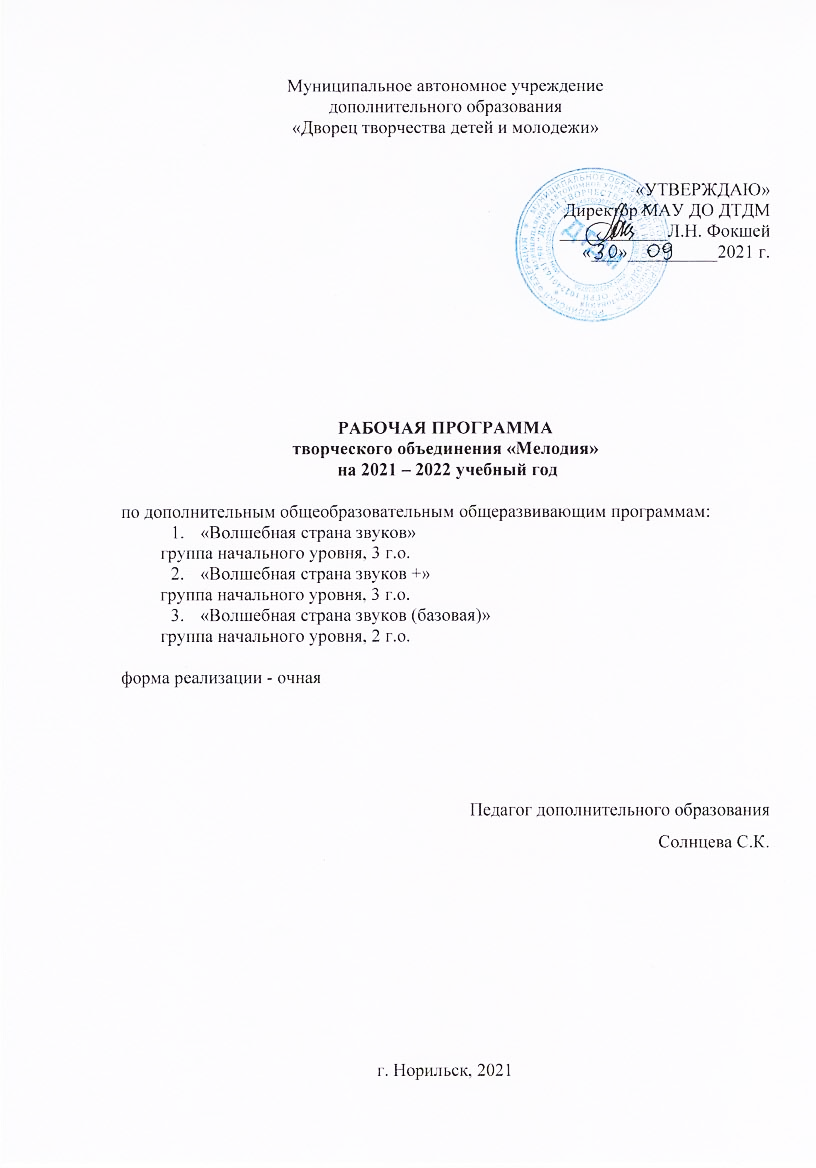 Муниципальное автономное учреждение
дополнительного образования
«Дворец творчества детей и молодежи»
«УТВЕРЖДАЮ»
Директор МАУ ДО ДТДМ
____________Л.Н. Фокшей
«30»___09_____2021 г.
РАБОЧАЯ ПРОГРАММА
творческого объединения «Мелодия»
на 2021 – 2022 учебный год
по дополнительным общеобразовательным общеразвивающим программам:
1. «Волшебная страна звуков»
группа начального уровня, 3 г.о.
2. «Волшебная страна звуков +»
группа начального уровня, 3 г.о.
3. «Волшебная страна звуков (базовая)»
группа начального уровня, 2 г.о.
форма реализации - очная
Педагог дополнительного образования
Солнцева С.К.
г. Норильск, 2021